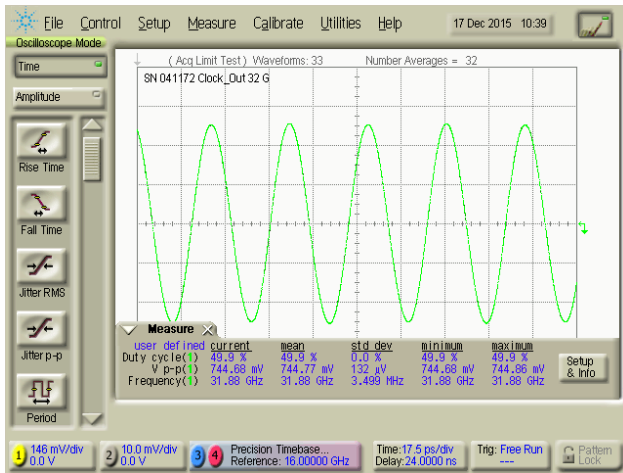 File Control Setup Measure Calibrate Utilities Help 17 Dec 2015 10:39
Oscilloscope Mode
Time
Amplitude
Rise Time
Fall Time
Jitter RMS
Jitter p-p
Period
( Acq Limit Test ) Waveforms: 33 Number Averages = 32
SN 041172 Clock_Out 32 G
Measure
user defined current mean std dev minimum maximum
Duty cycle(1) 49.9 % 49.9 % 0.0 % 49.9 % 49.9 %
V p-p(1) 744.68 mV 744.77 mV 132 µV 744.68 mV 744.86 mV
Frequency(1) 31.88 GHz 31.88 GHz 3.499 MHz 31.88 GHz 31.88 GHz
Setup
& Info
1 146 mV/div
0.0 V
2 10.0 mV/div
0.0 V
3 4 Precision Timebase...
Reference: 16.00000 GHz
Time:17.5 ps/div
Delay:24.0000 ns
Trig: Free Run
---
Pattern
Lock